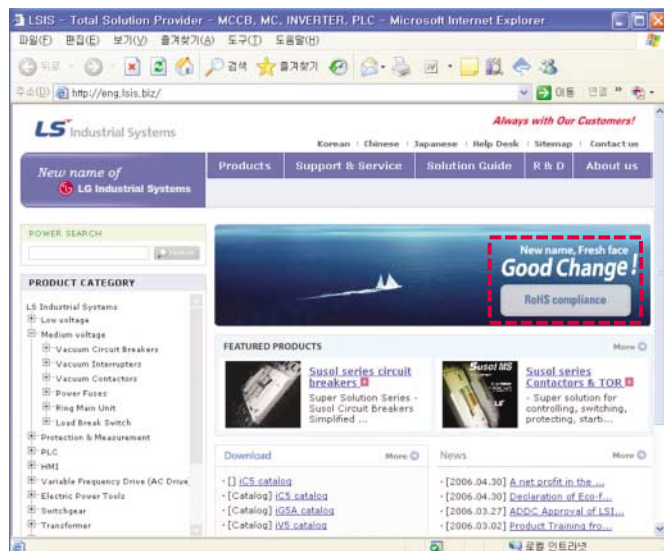 LSIS - Total Solution Provider - MCCB, MC, INVERTER, PLC - Microsoft Internet Explorer
파일(F) 편집(E) 보기(V) 즐겨찾기(A) 도구(T) 도움말(H)
뒤로 검색 즐겨찾기
주소(D) http://eng.lsis.biz/ 이동 연결 »
LS Industrial Systems
Always with Our Customers!
Korean | Chinese | Japanese | Help Desk | Sitemap | Contact us
New name of
LG Industrial Systems
Products Support & Service Solution Guide R & D About us
POWER SEARCH
Search
PRODUCT CATEGORY
LS Industrial Systems
Low voltage
Medium voltage
Vacuum Circuit Breakers
Vacuum Interrupters
Vacuum Contactors
Power Fuses
Ring Main Unit
Load Break Switch
Protection & Measurement
PLC
HMI
Variable Frequency Drive (AC Drive
Electric Power Tools
Switchgear
Transformer
New name, Fresh face
Good Change!
RoHS compliance
FEATURED PRODUCTS More
Susol series circuit breakers
Super Solution Series -
Susol Circuit Breakers
Simplified ...
Susol MS
Susol series
Contactors & TOR
- Super solution for
controlling, switching,
protecting, starti...
Download More
· [] iC5 catalog
· [Catalog] iC5 catalog
· [Catalog] iG5A catalog
· [Catalog] iV5 catalog
News More
· [2006.04.30] A net profit in the ...
· [2006.04.30] Declaration of Eco-f...
· [2006.03.27] ADDC Approval of LSI...
· [2006.03.02] Product Training fro...
로컬 인트라넷